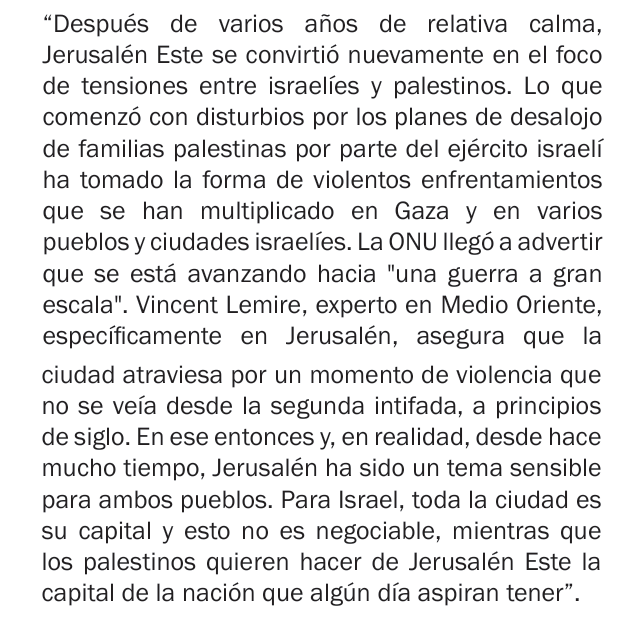 “Después de varios años de relativa calma,
Jerusalén Este se convirtió nuevamente en el foco
de tensiones entre israelíes y palestinos. Lo que
comenzó con disturbios por los planes de desalojo
de familias palestinas por parte del ejército israelí
ha tomado la forma de violentos enfrentamientos
que se han multiplicado en Gaza y en varios
pueblos y ciudades israelíes. La ONU llegó a advertir
que se está avanzando hacia "una guerra a gran
escala". Vincent Lemire, experto en Medio Oriente,
específicamente en Jerusalén, asegura que la
ciudad atraviesa por un momento de violencia que
no se veía desde la segunda intifada, a principios
de siglo. En ese entonces y, en realidad, desde hace
mucho tiempo, Jerusalén ha sido un tema sensible
para ambos pueblos. Para Israel, toda la ciudad es
su capital y esto no es negociable, mientras que
los palestinos quieren hacer de Jerusalén Este la
capital de la nación que algún día aspiran tener”.